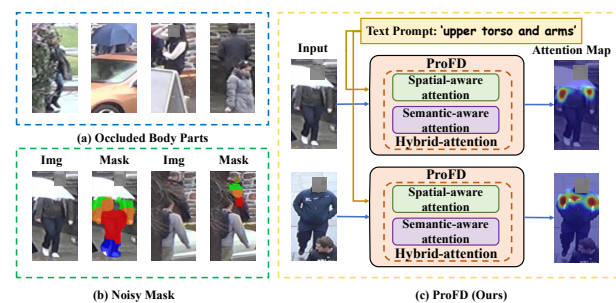 (a) Occluded Body Parts
Img Mask Img Mask
(b) Noisy Mask
Text Prompt: 'upper torso and arms'
Input
Attention Map
ProFD
Spatial-aware
attention
Semantic-aware
attention
Hybrid-attention
ProFD
Spatial-aware
attention
Semantic-aware
attention
Hybrid-attention
(c) ProFD (Ours)